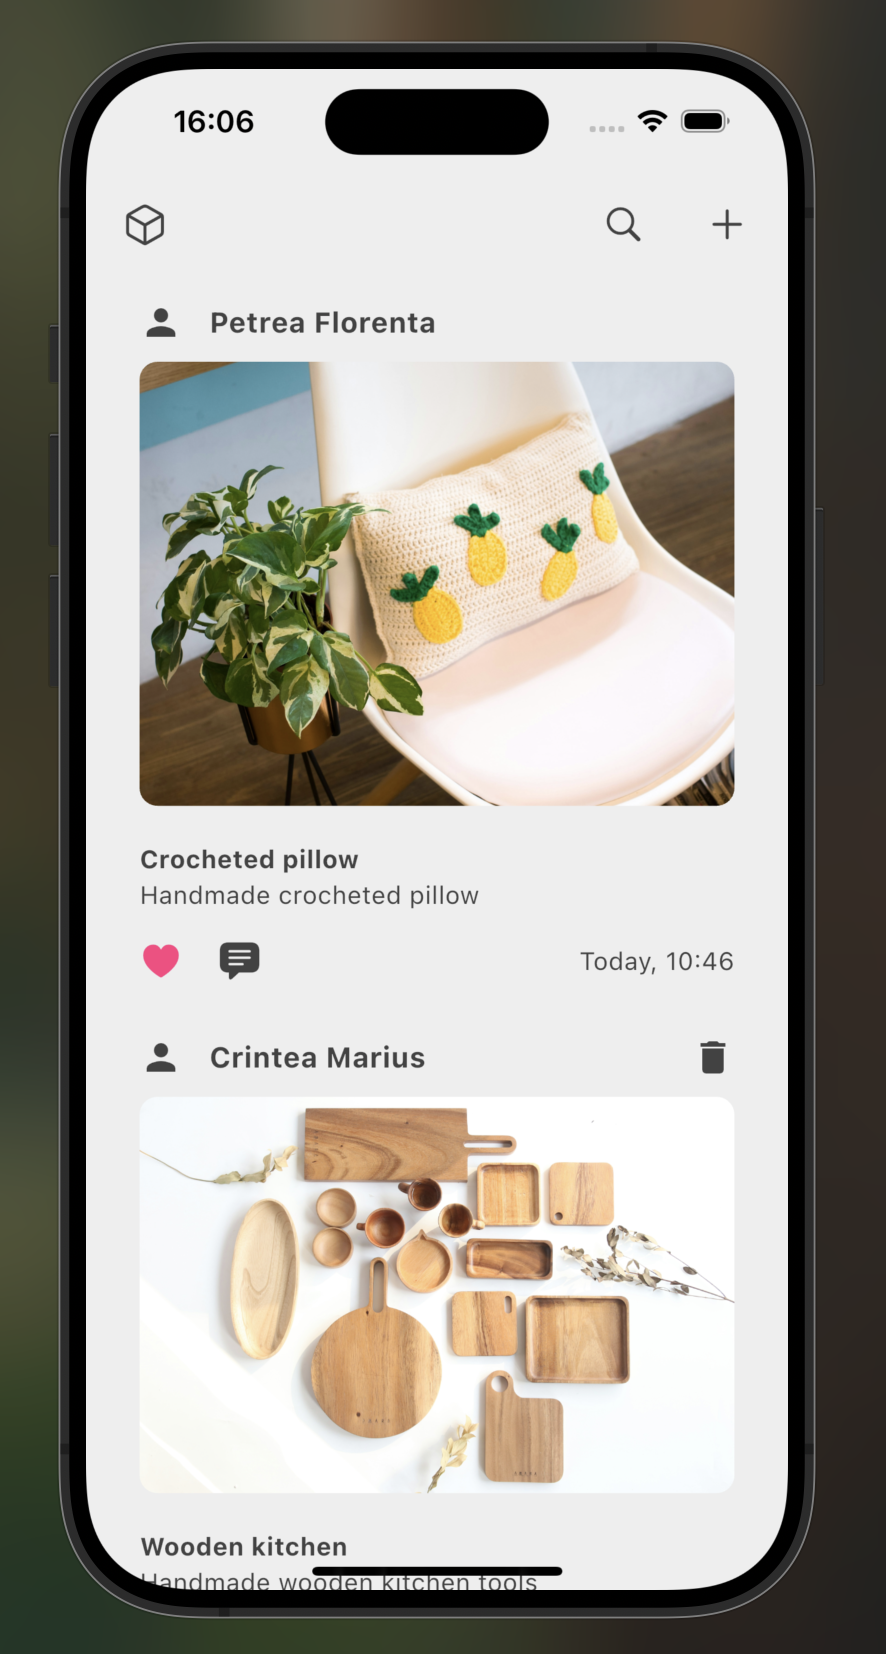 16:06
Petrea Florenta
Crocheted pillow
Handmade crocheted pillow
Today, 10:46
Crintea Marius
Wooden kitchen
Handmade wooden kitchen tools